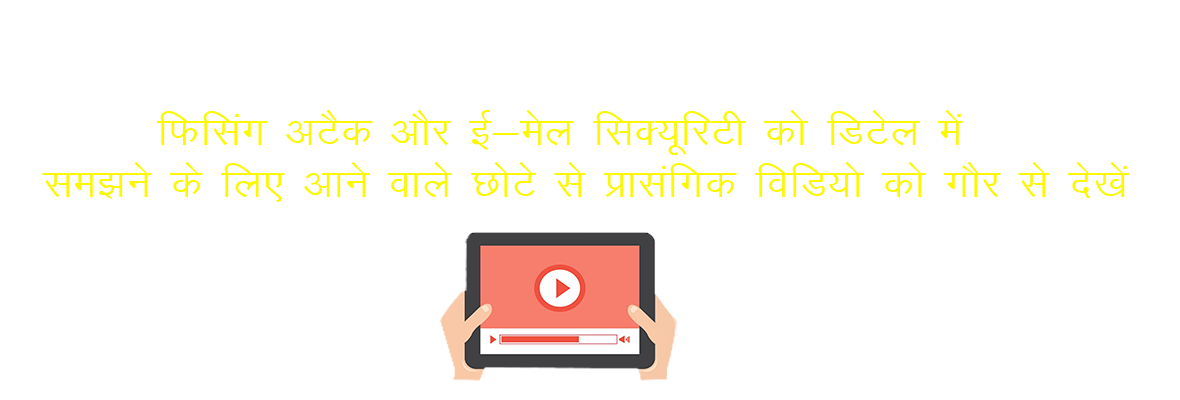 फिसिंग अटैक और ई–मेल सिक्यूरिटी को डिटेल में
समझने के लिए आने वाले छोटे से प्रासंगिक विडियो को गौर से देखें